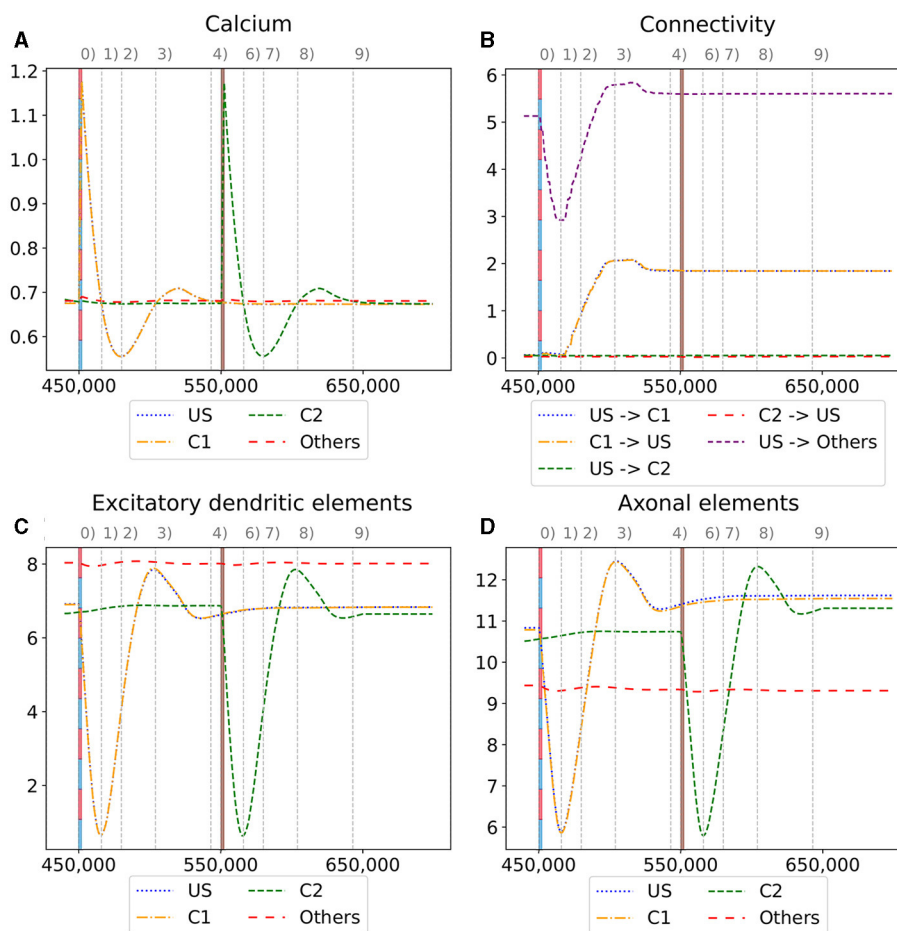 Calcium
A
0) 1) 2) 3) 4) 6) 7) 8) 9)
1.2
1.1
1.0
0.9
0.8
0.7
0.6
450,000 550,000 650,000
US C2
C1 Others
Connectivity
B
0) 1) 2) 3) 4) 6) 7) 8) 9)
6
5
4
3
2
1
0
450,000 550,000 650,000
US -> C1 C2 -> US
C1 -> US US -> Others
US -> C2
Excitatory dendritic elements
C
0) 1) 2) 3) 4) 6) 7) 8) 9)
8
6
4
2
450,000 550,000 650,000
US C2
C1 Others
Axonal elements
D
0) 1) 2) 3) 4) 6) 7) 8) 9)
12
11
10
9
8
7
6
450,000 550,000 650,000
US C2
C1 Others